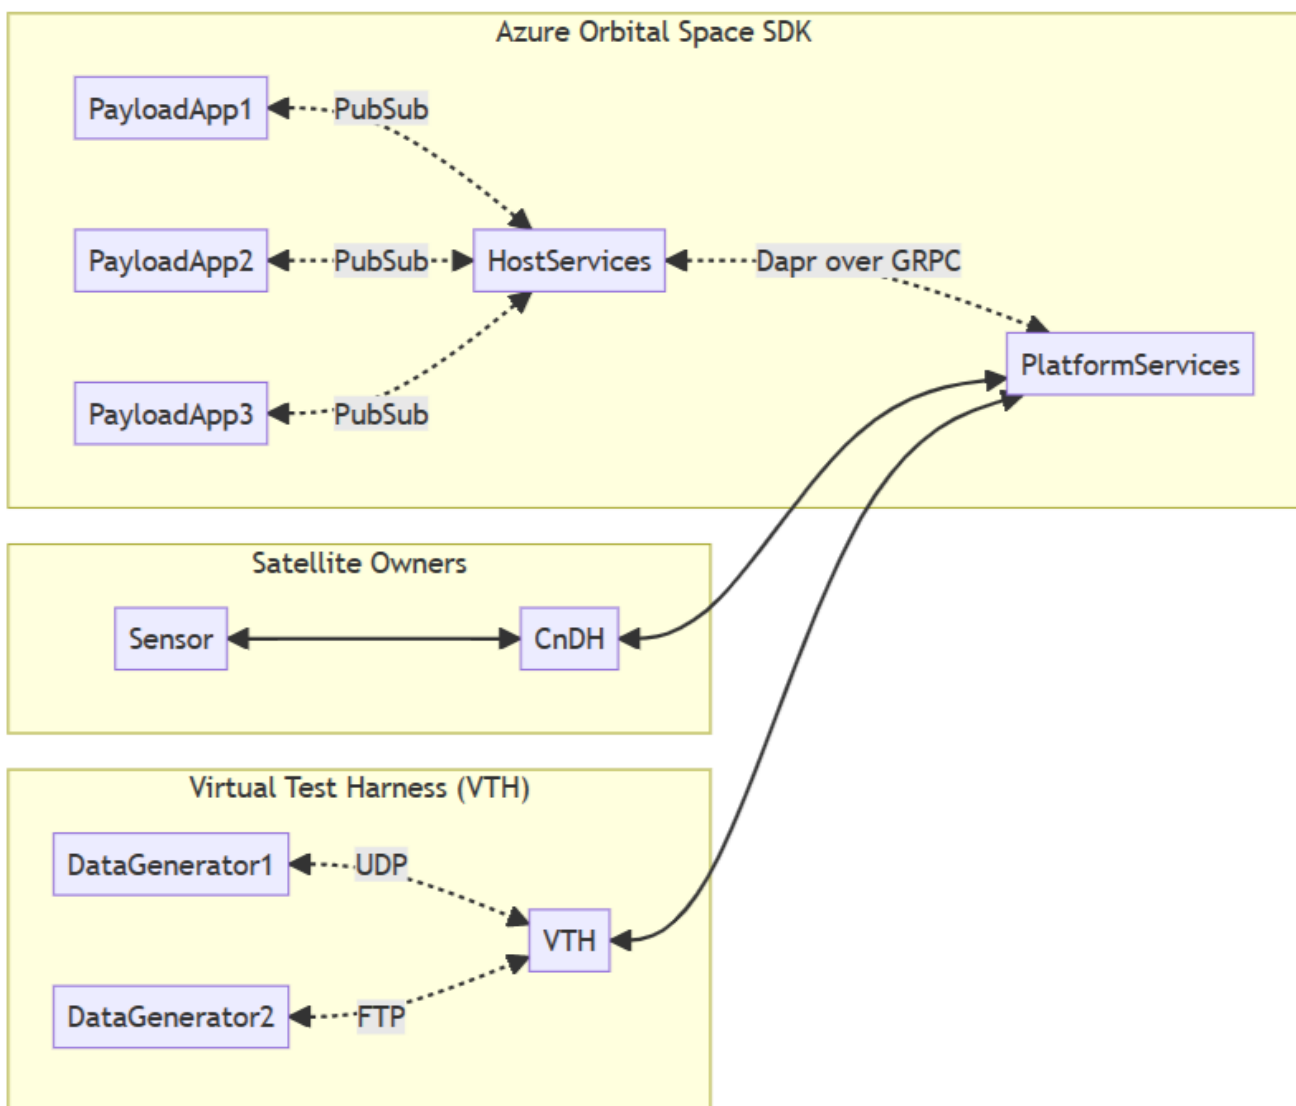 Azure Orbital Space SDK
PayloadApp1
PubSub
PayloadApp2
PubSub
HostServices
Dapr over GRPC
PlatformServices
PayloadApp3
PubSub
Satellite Owners
Sensor
CnDH
Virtual Test Harness (VTH)
DataGenerator1
UDP
VTH
DataGenerator2
FTP